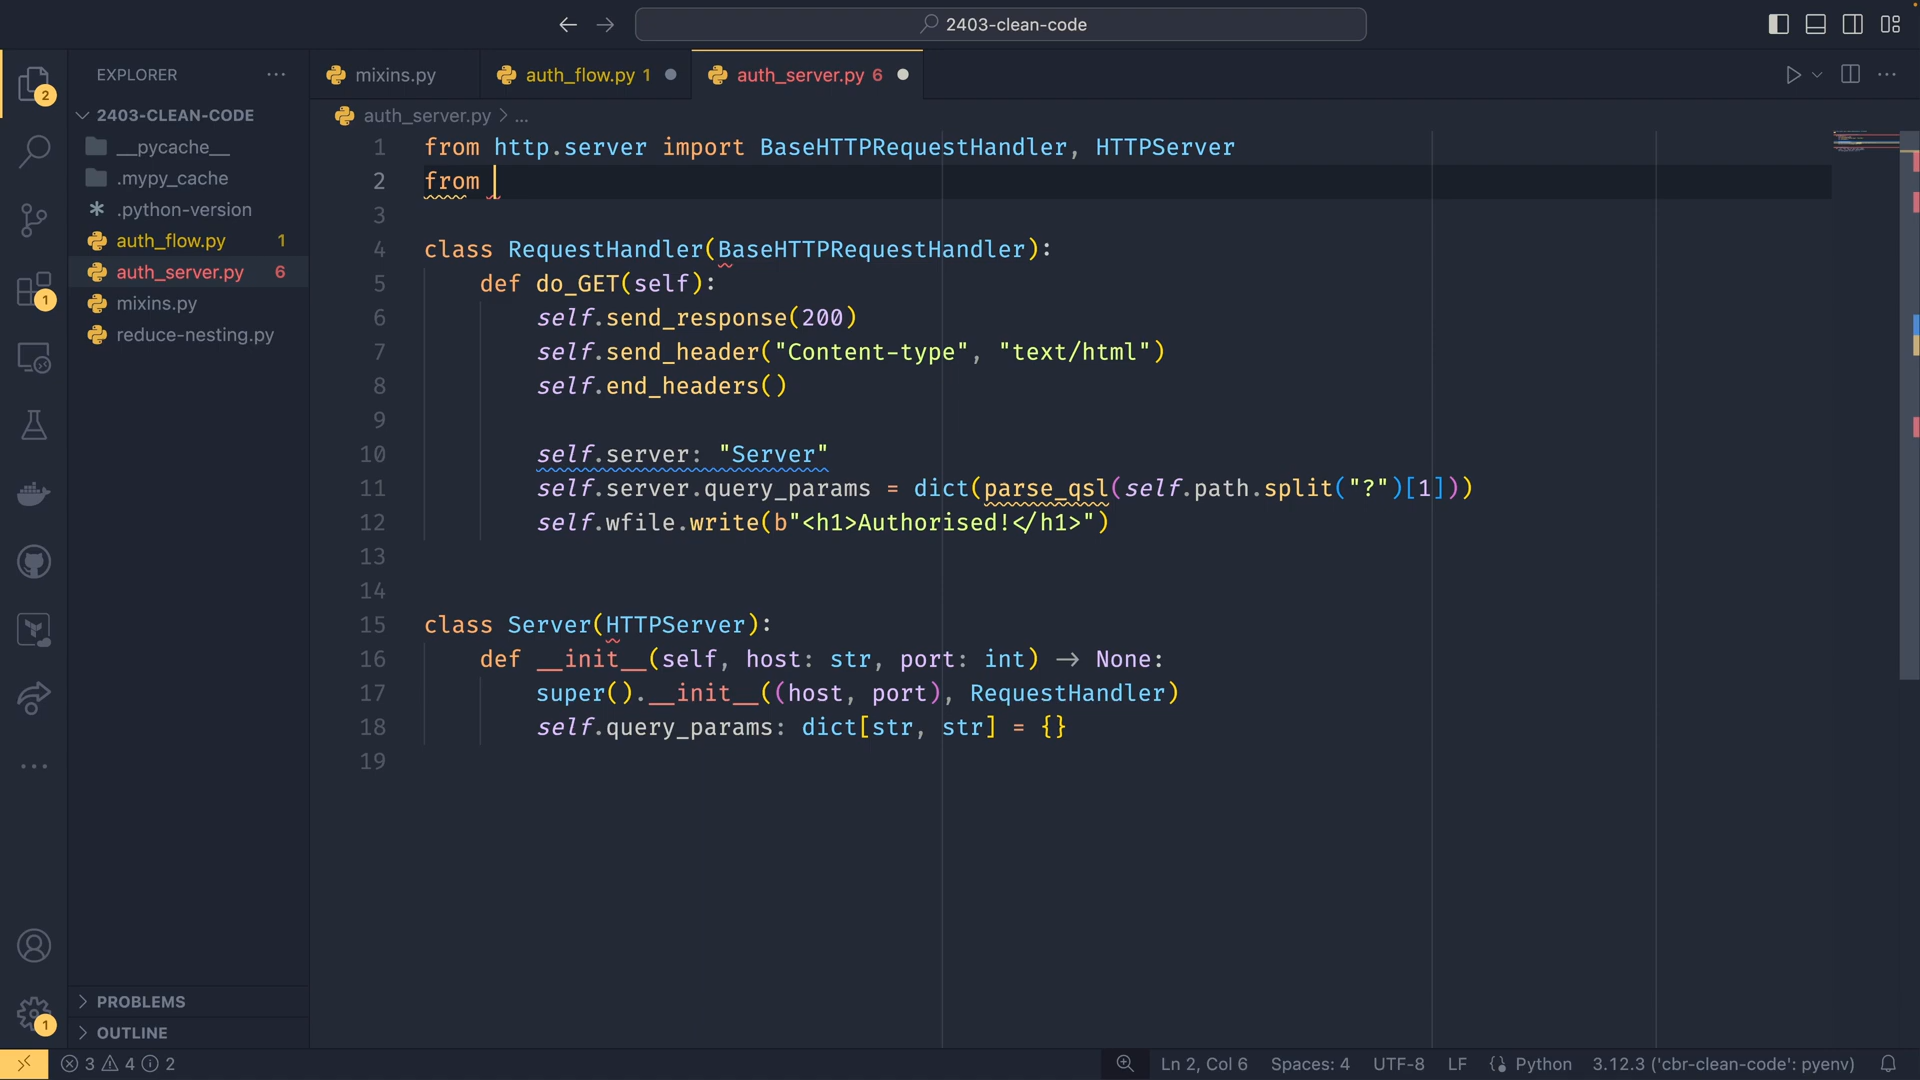 2403-clean-code
EXPLORER
mixins.py
auth_flow.py 1
auth_server.py 6
2403-CLEAN-CODE
__pycache__
.mypy_cache
.python-version
auth_flow.py 1
auth_server.py 6
mixins.py
reduce-nesting.py
PROBLEMS
OUTLINE
2
1
1
auth_server.py > ...
1 from http.server import BaseHTTPRequestHandler, HTTPServer
2 from
3
4 class RequestHandler(BaseHTTPRequestHandler):
5 def do_GET(self):
6 self.send_response(200)
7 self.send_header("Content-type", "text/html")
8 self.end_headers()
9
10 self.server: "Server"
11 self.server.query_params = dict(parse_qsl(self.path.split("?")[1]))
12 self.wfile.write(b"<h1>Authorised!</h1>")
13
14
15 class Server(HTTPServer):
16 def __init__(self, host: str, port: int) -> None:
17 super().__init__((host, port), RequestHandler)
18 self.query_params: dict[str, str] = {}
19
3 4 2
Ln 2, Col 6
Spaces: 4
UTF-8
LF
Python
3.12.3 ('cbr-clean-code': pyenv)